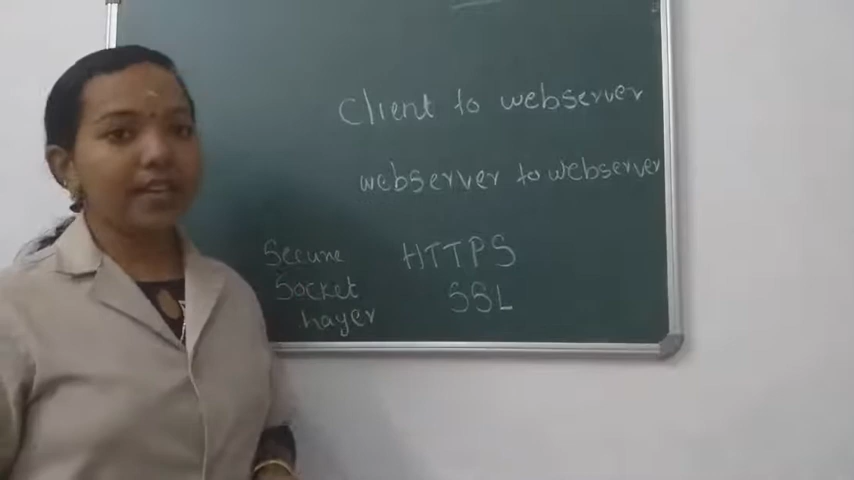 Client to webserver
webserver to webserver
Secure
Socket
Layer
HTTPS
SSL